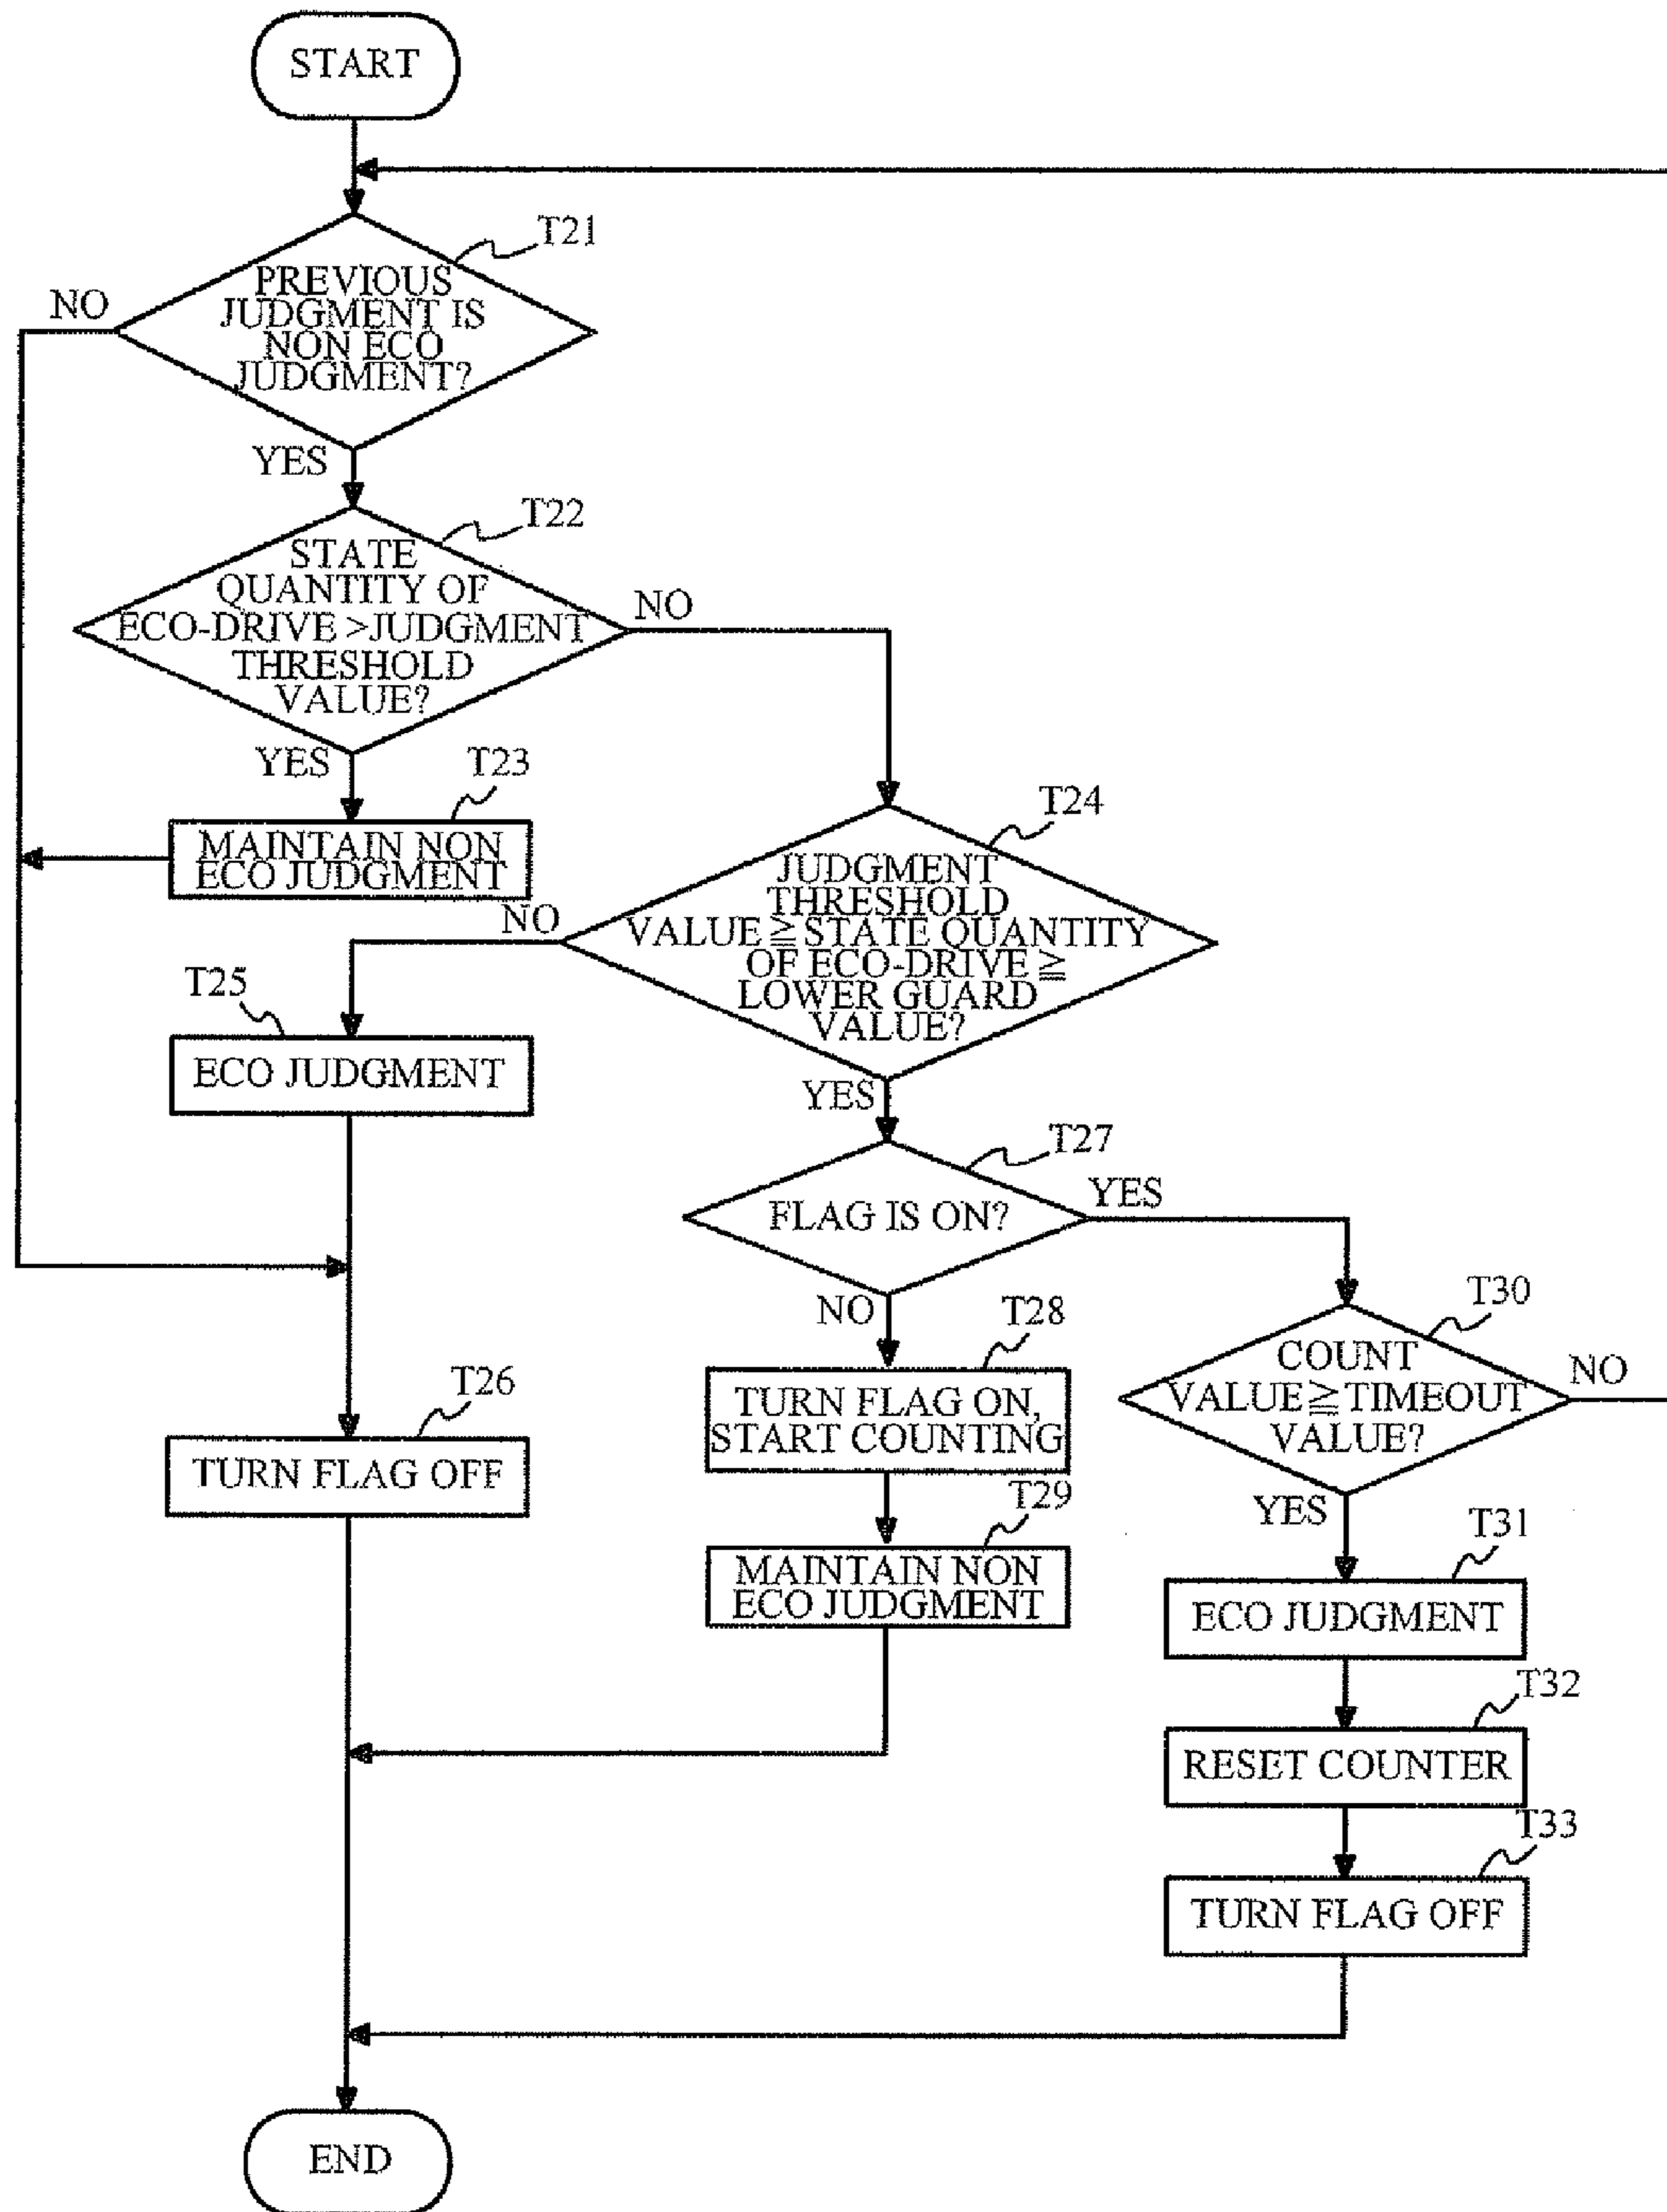 START
T21
NO
PREVIOUS
JUDGMENT IS
NON ECO
JUDGMENT?
YES
T22
STATE
QUANTITY OF
ECO-DRIVE >JUDGMENT
THRESHOLD
VALUE?
NO
YES
T23
MAINTAIN NON
ECO JUDGMENT
T24
JUDGMENT
THRESHOLD
VALUE ≧ STATE QUANTITY
OF ECO-DRIVE ≧
LOWER GUARD
VALUE?
NO
T25
ECO JUDGMENT
YES
T27
FLAG IS ON?
YES
NO
T28
TURN FLAG ON,
START COUNTING
T30
COUNT
VALUE ≧ TIMEOUT
VALUE?
NO
T26
TURN FLAG OFF
T29
MAINTAIN NON
ECO JUDGMENT
YES
T31
ECO JUDGMENT
T32
RESET COUNTER
T33
TURN FLAG OFF
END